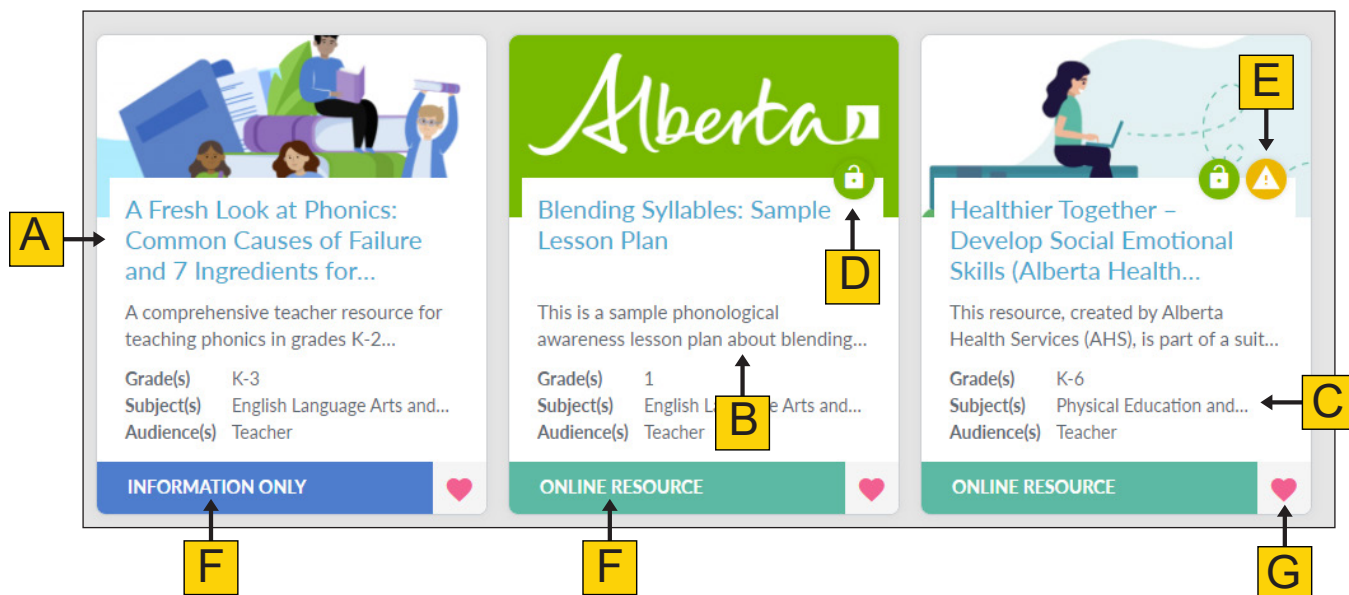 A Fresh Look at Phonics:
Common Causes of Failure
and 7 Ingredients for...
A comprehensive teacher resource for
teaching phonics in grades K-2...
Grade(s) K-3
Subject(s) English Language Arts and...
Audience(s) Teacher
INFORMATION ONLY
A
F
Alberta
Blending Syllables: Sample
Lesson Plan
This is a sample phonological
awareness lesson plan about blending...
Grade(s) 1
Subject(s) English Arts and...
Audience(s) Teacher
ONLINE RESOURCE
D
B
F
Healthier Together –
Develop Social Emotional
Skills (Alberta Health...
This resource, created by Alberta
Health Services (AHS), is part of a suit...
Grade(s) K-6
Subject(s) Physical Education and...
Audience(s) Teacher
ONLINE RESOURCE
E
C
G